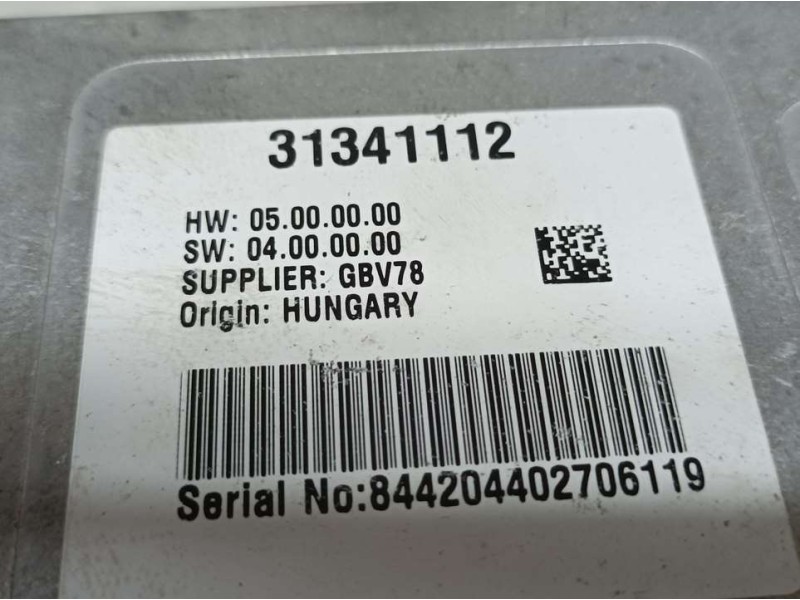 31341112
HW: 05.00.00.00
SW: 04.00.00.00
SUPPLIER: GBV78
Origin: HUNGARY
Serial No:844204402706119